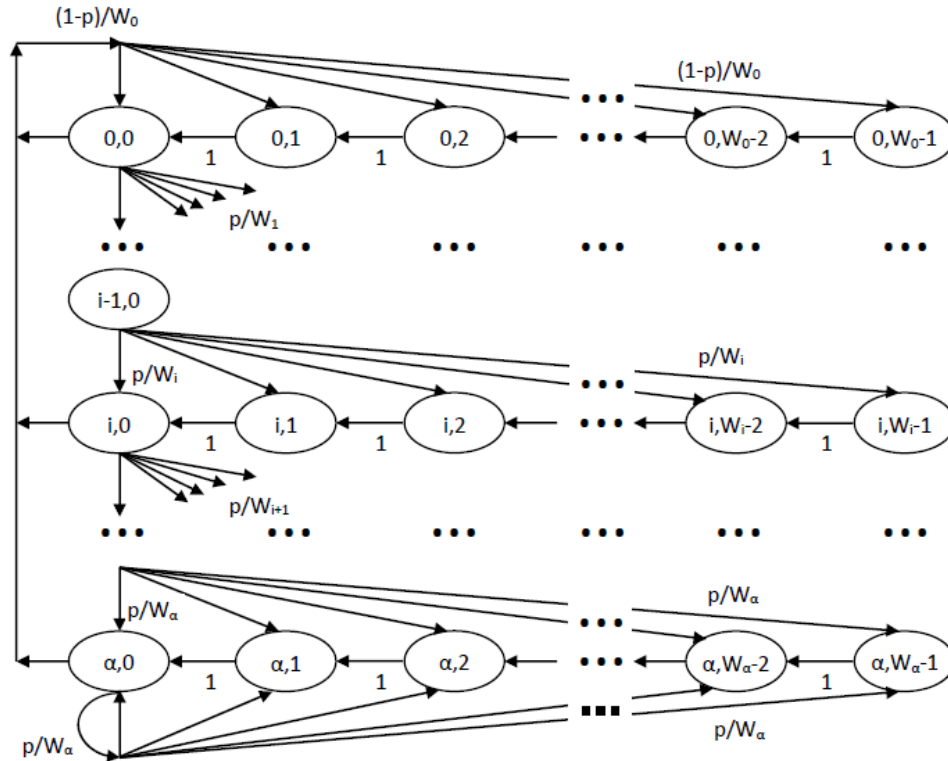 (1-p)/W₀
(1-p)/W₀
•••
0,0 0,1 0,2 ••• 0,W₀-2 0,W₀-1
1 1 1
p/W₁
••• ••• ••• ••• ••• •••
i-1,0
p/Wᵢ p/Wᵢ
•••
i,0 i,1 i,2 ••• i,Wᵢ-2 i,Wᵢ-1
1 1 1
p/Wᵢ₊₁
••• ••• ••• ••• ••• •••
p/Wα p/Wα
•••
α,0 α,1 α,2 ••• α,Wα-2 α,Wα-1
1 1 1
•••
p/Wα p/Wα